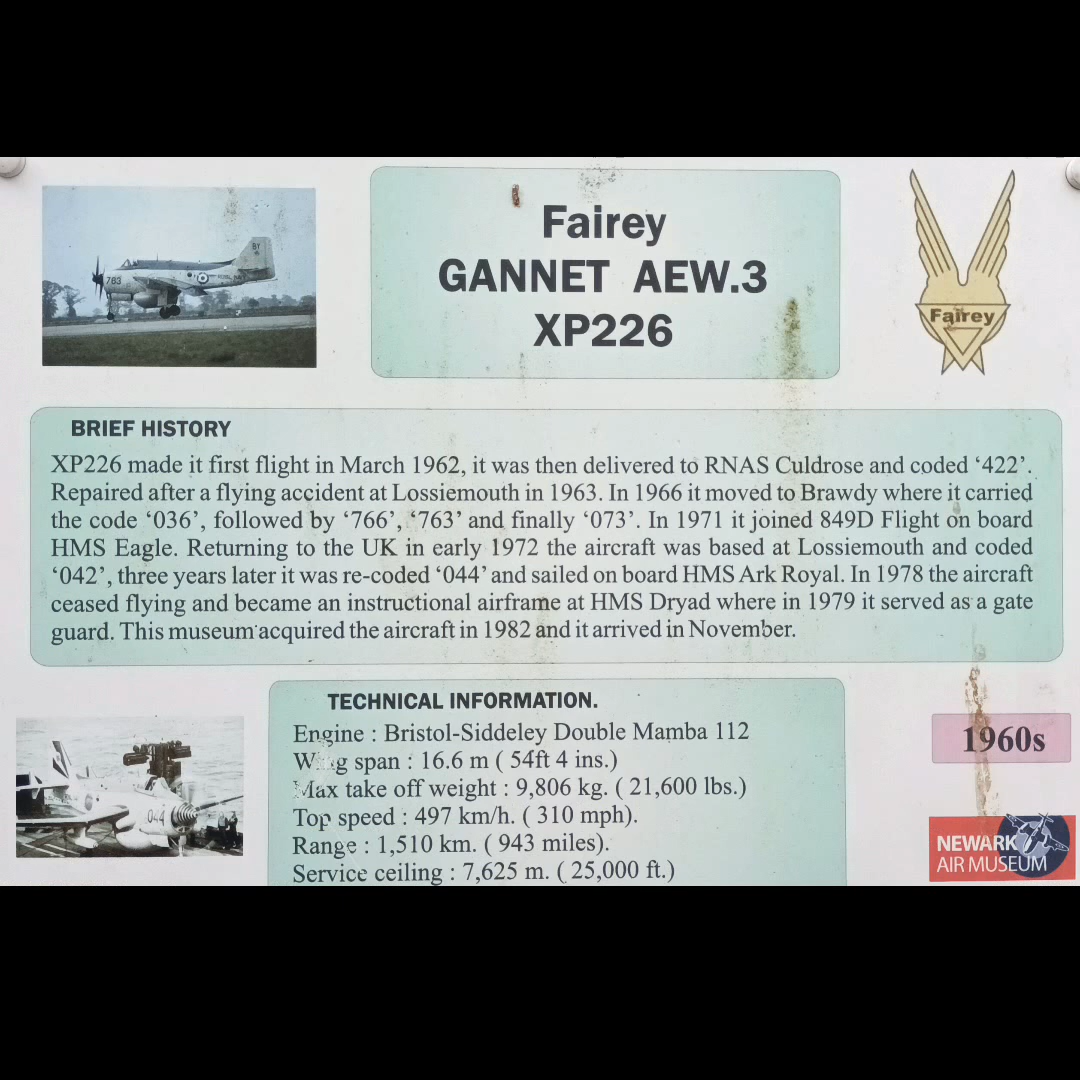 Fairey
GANNET AEW.3
XP226
Fairey
BRIEF HISTORY
XP226 made it first flight in March 1962, it was then delivered to RNAS Culdrose and coded ‘422’.
Repaired after a flying accident at Lossiemouth in 1963. In 1966 it moved to Brawdy where it carried
the code ‘036’, followed by ‘766’, ‘763’ and finally ‘073’. In 1971 it joined 849D Flight on board
HMS Eagle. Returning to the UK in early 1972 the aircraft was based at Lossiemouth and coded
‘042’, three years later it was re-coded ‘044’ and sailed on board HMS Ark Royal. In 1978 the aircraft
ceased flying and became an instructional airframe at HMS Dryad where in 1979 it served as a gate
guard. This museum acquired the aircraft in 1982 and it arrived in November.
TECHNICAL INFORMATION.
Engine : Bristol-Siddeley Double Mamba 112
Wing span : 16.6 m ( 54ft 4 ins.)
Max take off weight : 9,806 kg. ( 21,600 lbs.)
Top speed : 497 km/h. ( 310 mph).
Range : 1,510 km. ( 943 miles).
Service ceiling : 7,625 m. ( 25,000 ft.)
044
1960s
NEWARK
AIR MUSEUM